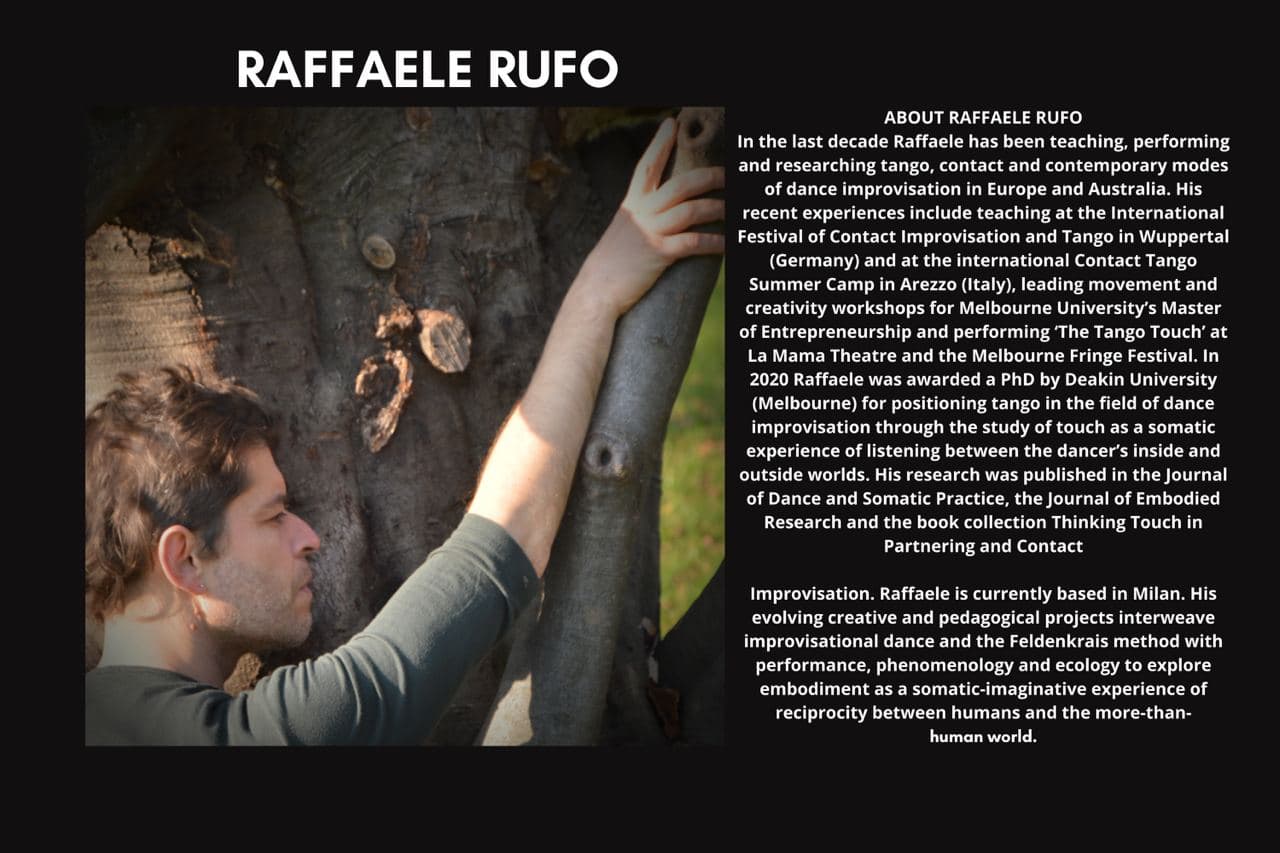 RAFFAELE RUFO
ABOUT RAFFAELE RUFO
In the last decade Raffaele has been teaching, performing
and researching tango, contact and contemporary modes
of dance improvisation in Europe and Australia. His
recent experiences include teaching at the International
Festival of Contact Improvisation and Tango in Wuppertal
(Germany) and at the international Contact Tango
Summer Camp in Arezzo (Italy), leading movement and
creativity workshops for Melbourne University’s Master
of Entrepreneurship and performing ‘The Tango Touch’ at
La Mama Theatre and the Melbourne Fringe Festival. In
2020 Raffaele was awarded a PhD by Deakin University
(Melbourne) for positioning tango in the field of dance
improvisation through the study of touch as a somatic
experience of listening between the dancer’s inside and
outside worlds. His research was published in the Journal
of Dance and Somatic Practice, the Journal of Embodied
Research and the book collection Thinking Touch in
Partnering and Contact
Improvisation. Raffaele is currently based in Milan. His
evolving creative and pedagogical projects interweave
improvisational dance and the Feldenkrais method with
performance, phenomenology and ecology to explore
embodiment as a somatic-imaginative experience of
reciprocity between humans and the more-than-
human world.